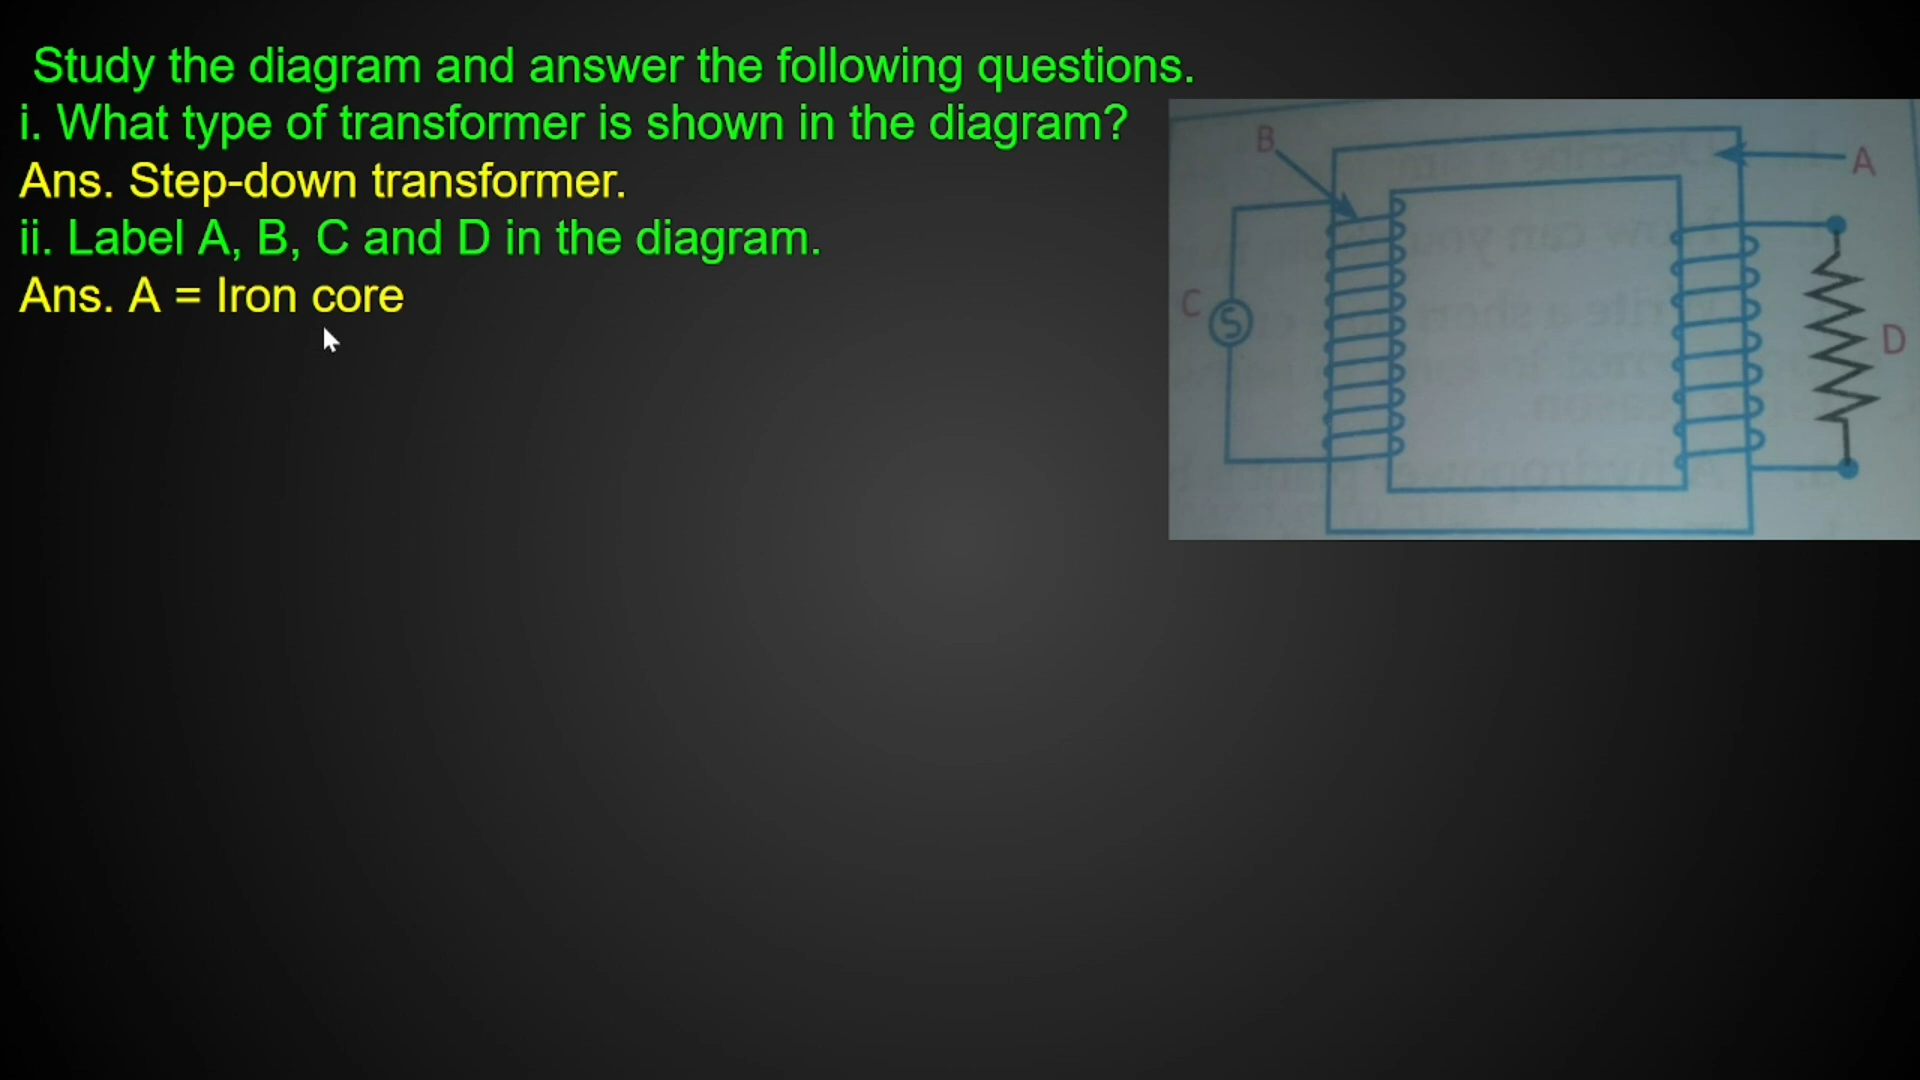 Study the diagram and answer the following questions.
i. What type of transformer is shown in the diagram?
Ans. Step-down transformer.
ii. Label A, B, C and D in the diagram.
Ans. A = Iron core
B
A
C
S
D